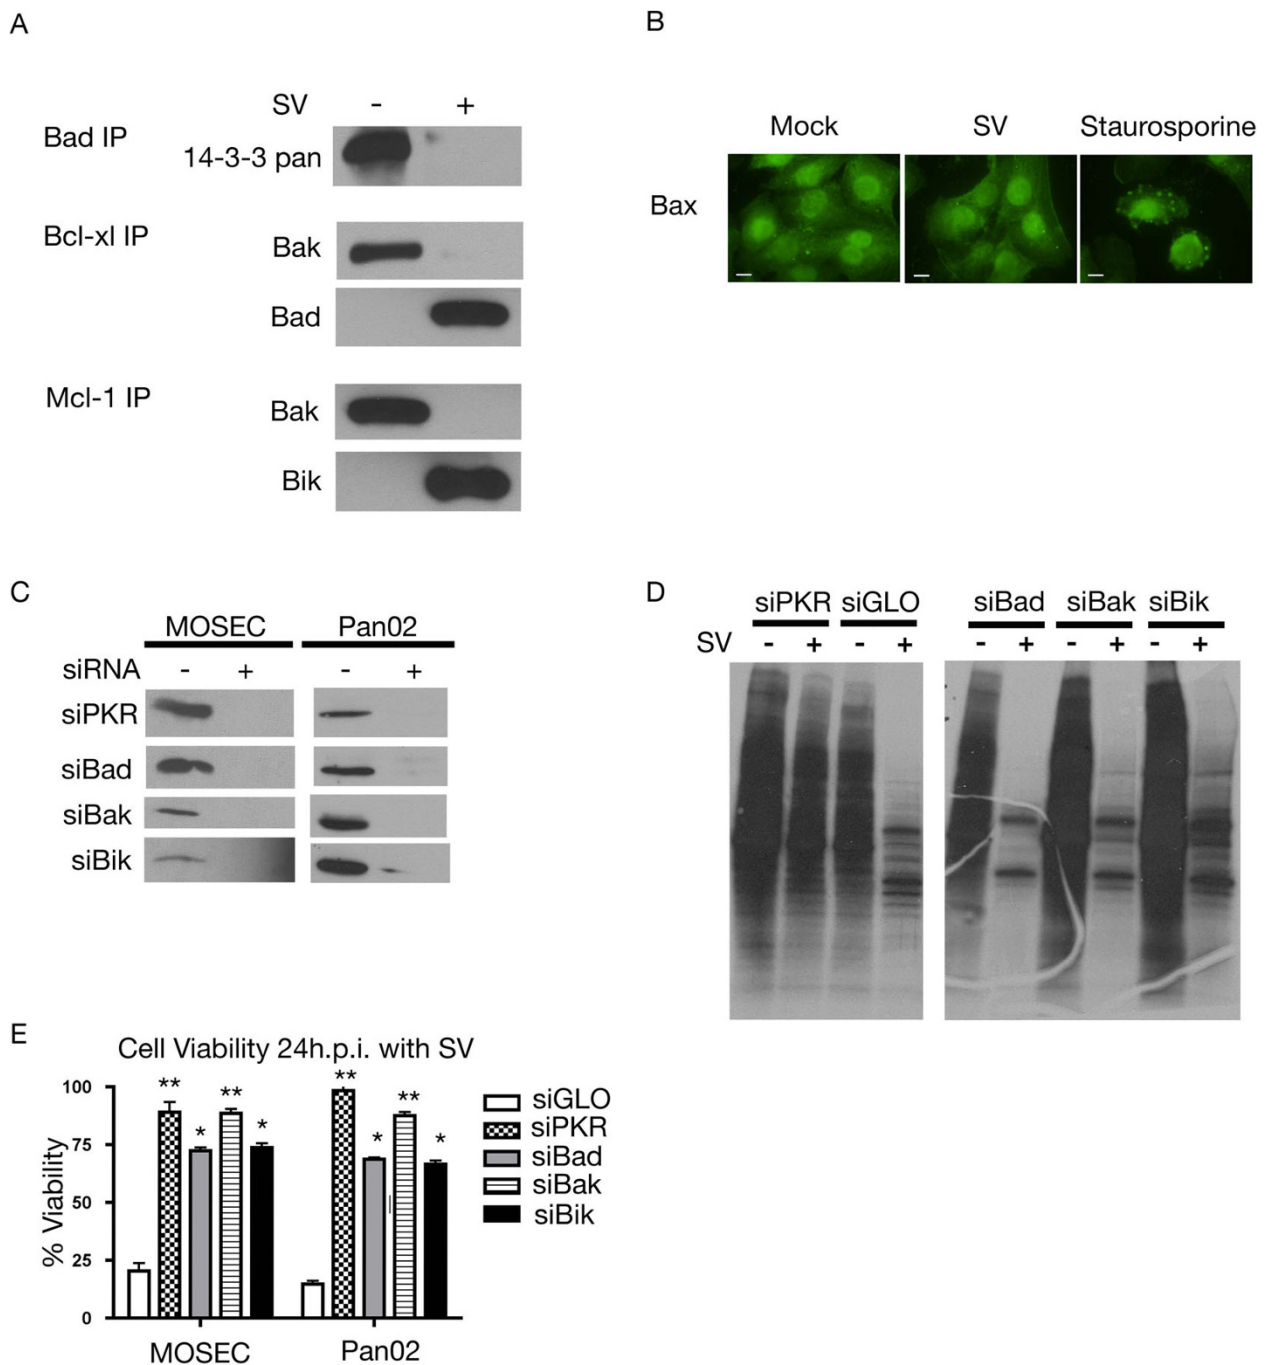 A
SV - +
Bad IP
14-3-3 pan
Bcl-xl IP
Bak
Bad
Mcl-1 IP
Bak
Bik
B
Mock SV Staurosporine
Bax
C
MOSEC Pan02
siRNA - + - +
siPKR
siBad
siBak
siBik
D
siPKR siGLO siBad siBak siBik
SV - + - + - + - + - +
E
Cell Viability 24h.p.i. with SV
% Viability
100
75
50
25
0
** * ** * ** * ** *
MOSEC Pan02
siGLO
siPKR
siBad
siBak
siBik